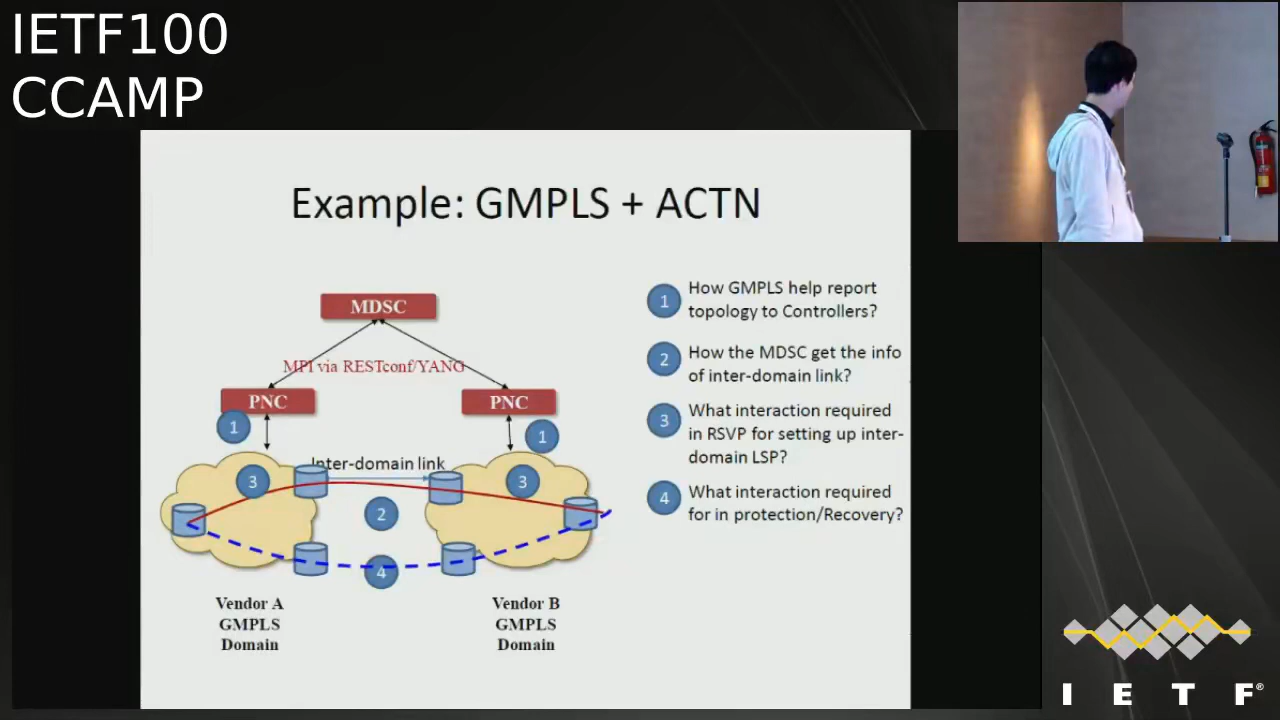 IETF100
CCAMP
Example: GMPLS + ACTN
MDSC
MPI via RESTconf/YANG
PNC
PNC
1
1
Inter-domain link
3
3
2
4
Vendor A
GMPLS
Domain
Vendor B
GMPLS
Domain
1
How GMPLS help report
topology to Controllers?
2
How the MDSC get the info
of inter-domain link?
3
What interaction required
in RSVP for setting up inter-
domain LSP?
4
What interaction required
for in protection/Recovery?
I E T F®